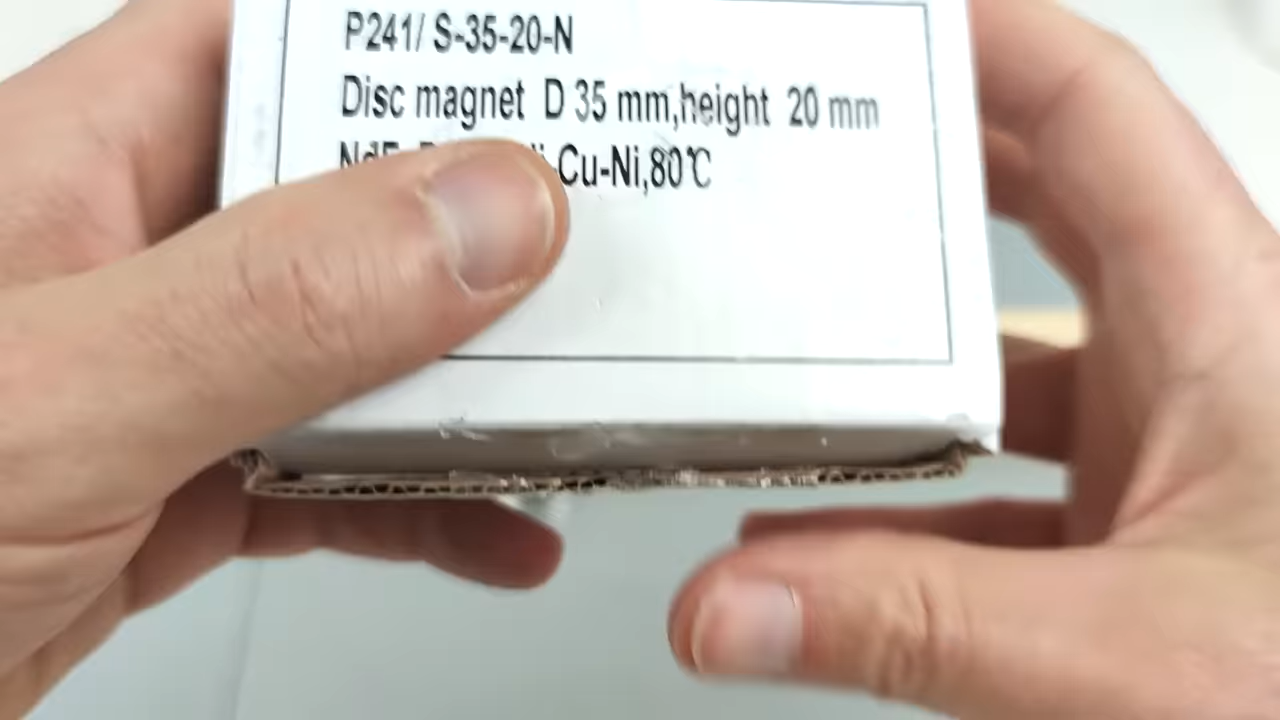 P241/ S-35-20-N
Disc magnet D 35 mm,height 20 mm
Cu-Ni,80℃